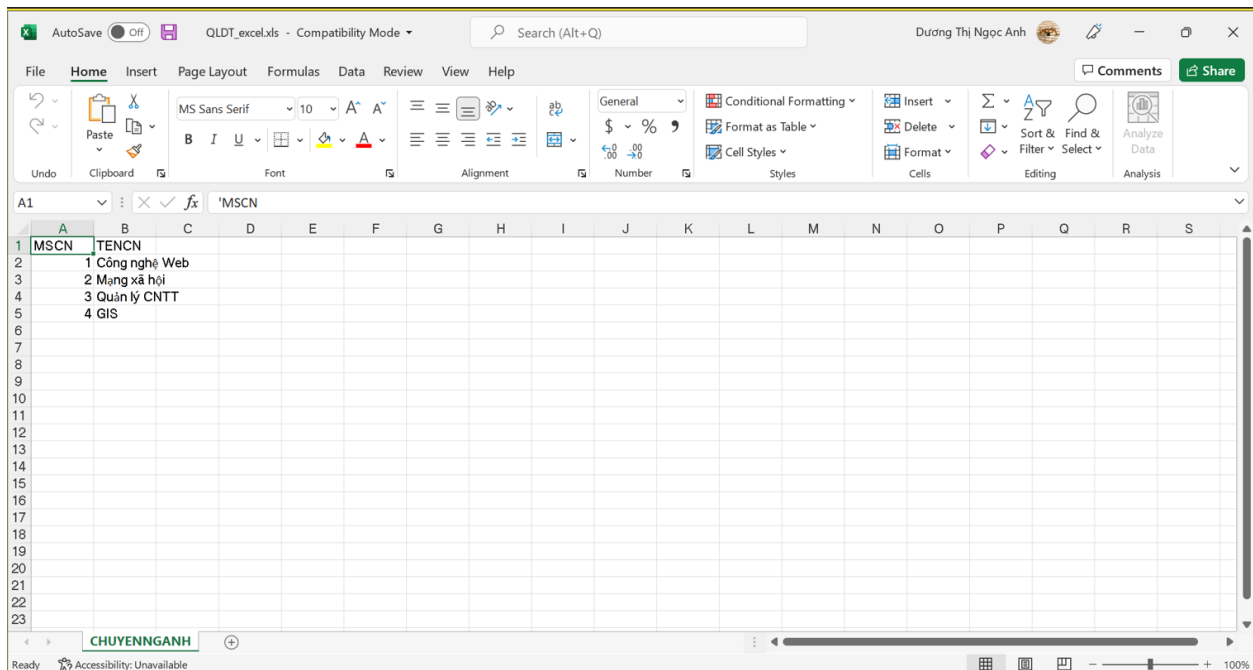 AutoSave Off QLDT_excel.xls - Compatibility Mode Search (Alt+Q) Dương Thị Ngọc Anh
File Home Insert Page Layout Formulas Data Review View Help Comments Share
MS Sans Serif 10 General Conditional Formatting Insert
Paste B I U A $ % Format as Table Delete Sort & Filter Find & Select Analyze Data
Cell Styles Format
Undo Clipboard Font Alignment Number Styles Cells Editing Analysis
A1 fx 'MSCN
A B C D E F G H I J K L M N O P Q R S
1 MSCN TENCN
2 1 Công nghệ Web
3 2 Mạng xã hội
4 3 Quản lý CNTT
5 4 GIS
6
7
8
9
10
11
12
13
14
15
16
17
18
19
20
21
22
23
CHUYENNGANH
Ready Accessibility: Unavailable 100%